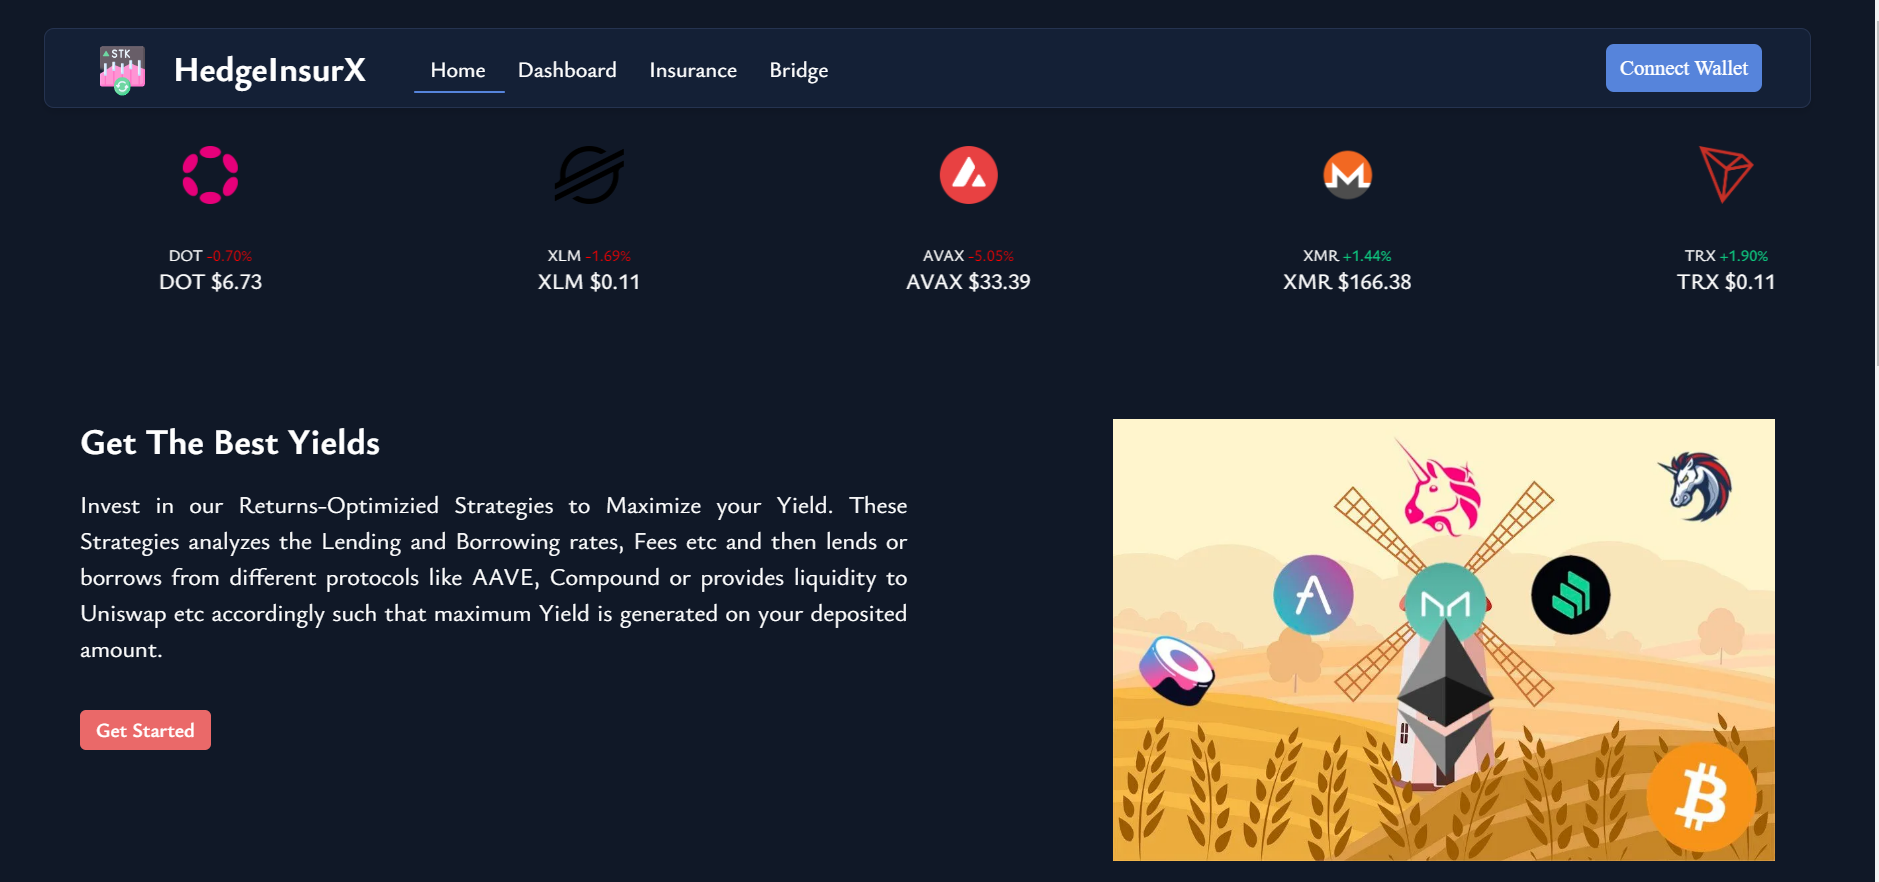 STK
HedgeInsurX
Home
Dashboard
Insurance
Bridge
Connect Wallet
DOT -0.70%
DOT $6.73
XLM -1.69%
XLM $0.11
AVAX -5.05%
AVAX $33.39
XMR +1.44%
XMR $166.38
TRX +1.90%
TRX $0.11
Get The Best Yields
Invest in our Returns-Optimizied Strategies to Maximize your Yield. These
Strategies analyzes the Lending and Borrowing rates, Fees etc and then lends or
borrows from different protocols like AAVE, Compound or provides liquidity to
Uniswap etc accordingly such that maximum Yield is generated on your deposited
amount.
Get Started